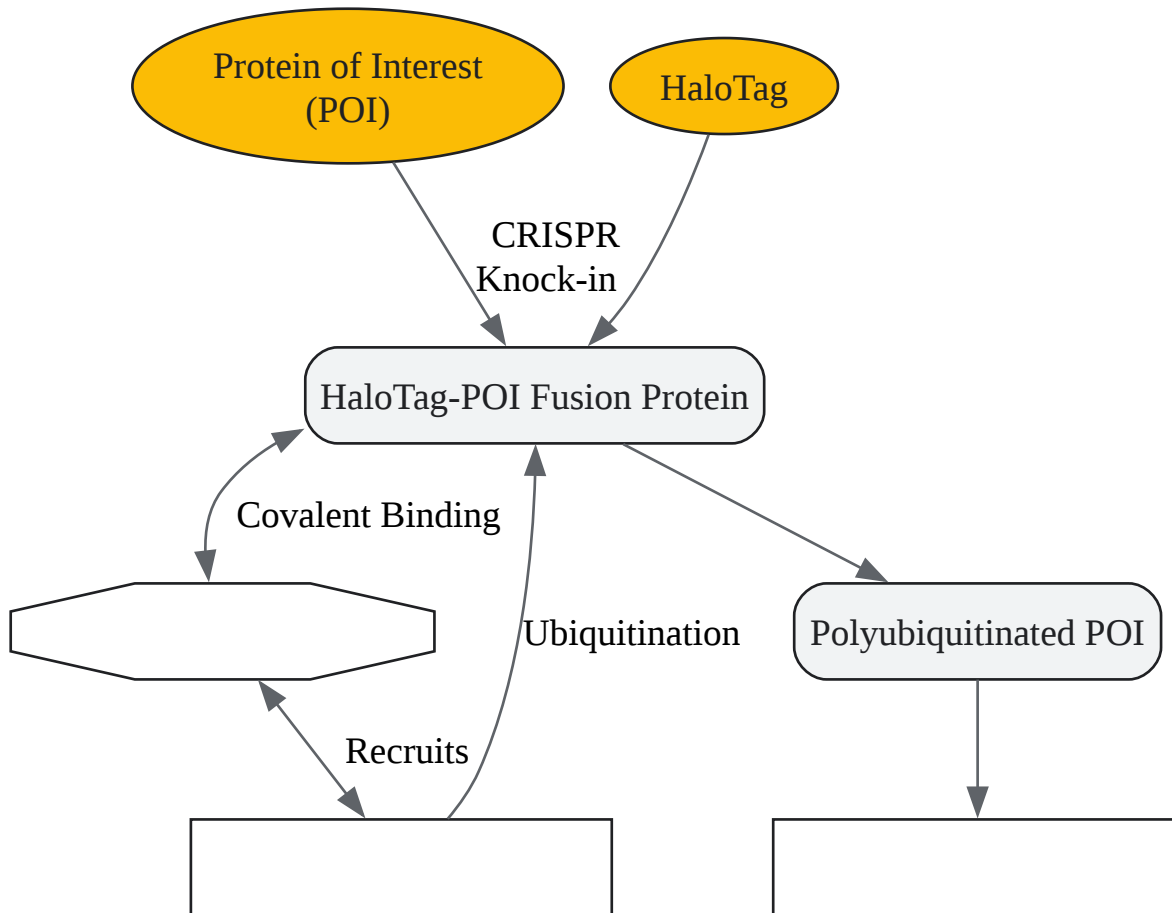 Protein of Interest
(POI)
HaloTag
CRISPR
Knock-in
HaloTag-POI Fusion Protein
Covalent Binding
Ubiquitination
Polyubiquitinated POI
Recruits